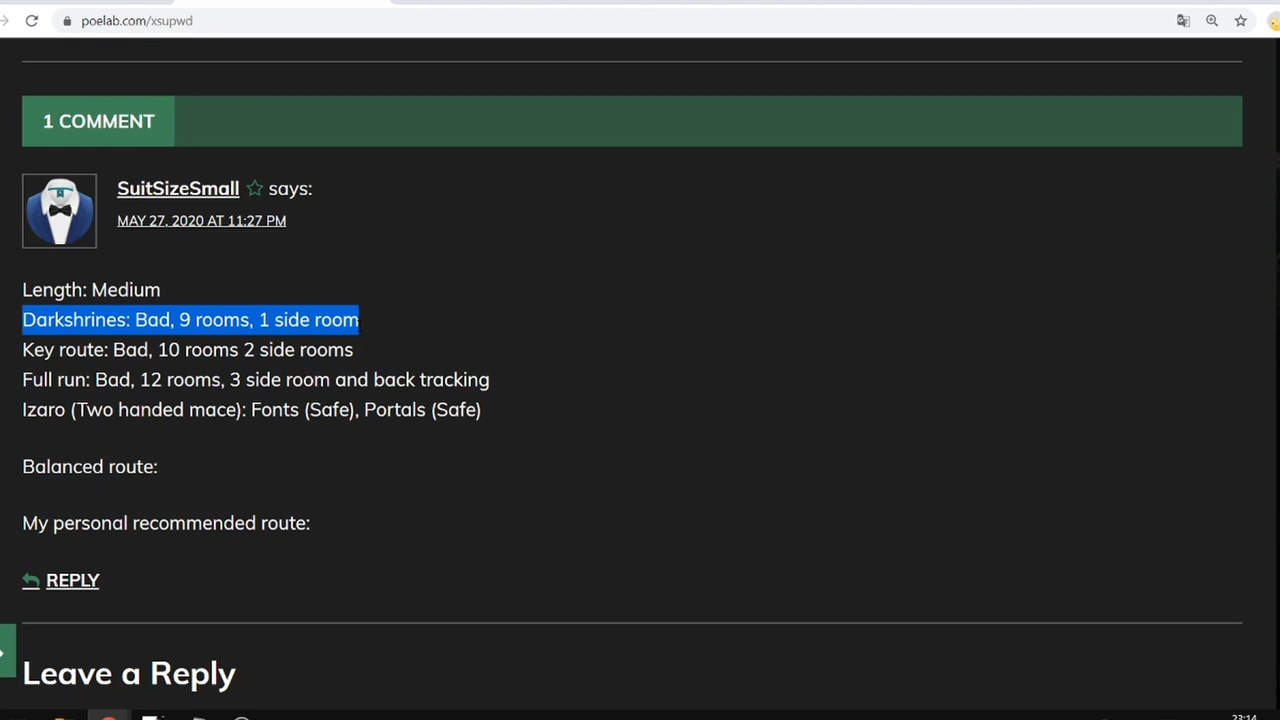 poelab.com/xsupwd
1 COMMENT
SuitSizeSmall ☆ says:
MAY 27, 2020 AT 11:27 PM
Length: Medium
Darkshrines: Bad, 9 rooms, 1 side room
Key route: Bad, 10 rooms 2 side rooms
Full run: Bad, 12 rooms, 3 side room and back tracking
Izaro (Two handed mace): Fonts (Safe), Portals (Safe)
Balanced route:
My personal recommended route:
REPLY
Leave a Reply
23:14